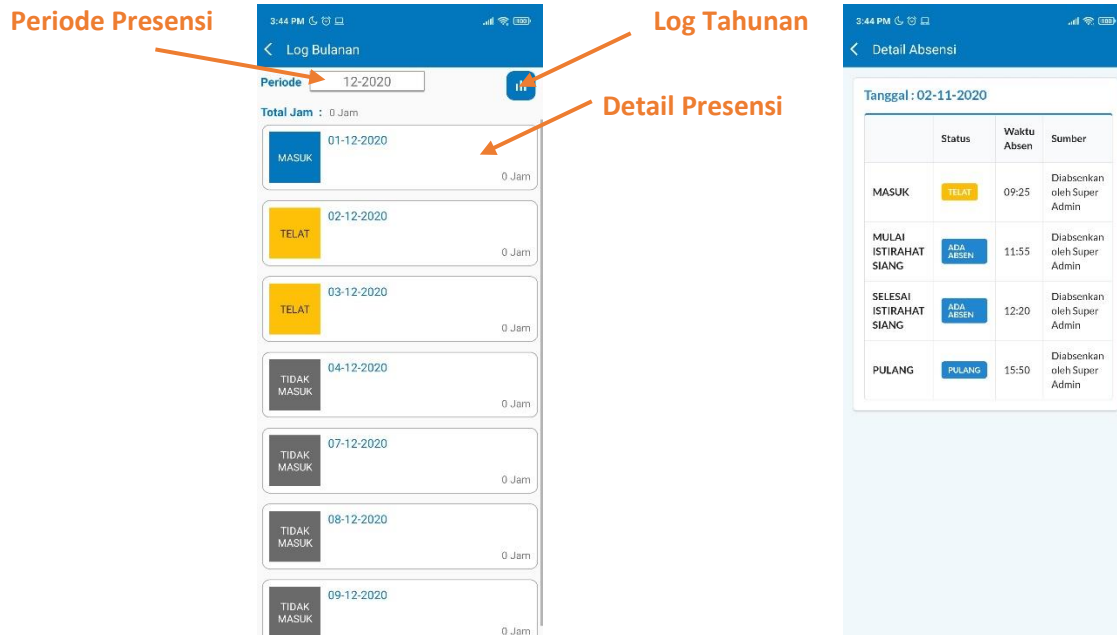 Periode Presensi
Log Tahunan
Detail Presensi
3:44 PM
Log Bulanan
Periode 12-2020
Total Jam : 0 Jam
MASUK
01-12-2020
0 Jam
TELAT
02-12-2020
0 Jam
TELAT
03-12-2020
0 Jam
TIDAK
MASUK
04-12-2020
0 Jam
TIDAK
MASUK
07-12-2020
0 Jam
TIDAK
MASUK
08-12-2020
0 Jam
TIDAK
MASUK
09-12-2020
0 Jam
3:44 PM
Detail Absensi
Tanggal : 02-11-2020
Status
Waktu
Absen
Sumber
MASUK
TELAT
09:25
Diabsenkan
oleh Super
Admin
MULAI
ISTIRAHAT
SIANG
ADA
ABSEN
11:55
Diabsenkan
oleh Super
Admin
SELESAI
ISTIRAHAT
SIANG
ADA
ABSEN
12:20
Diabsenkan
oleh Super
Admin
PULANG
PULANG
15:50
Diabsenkan
oleh Super
Admin